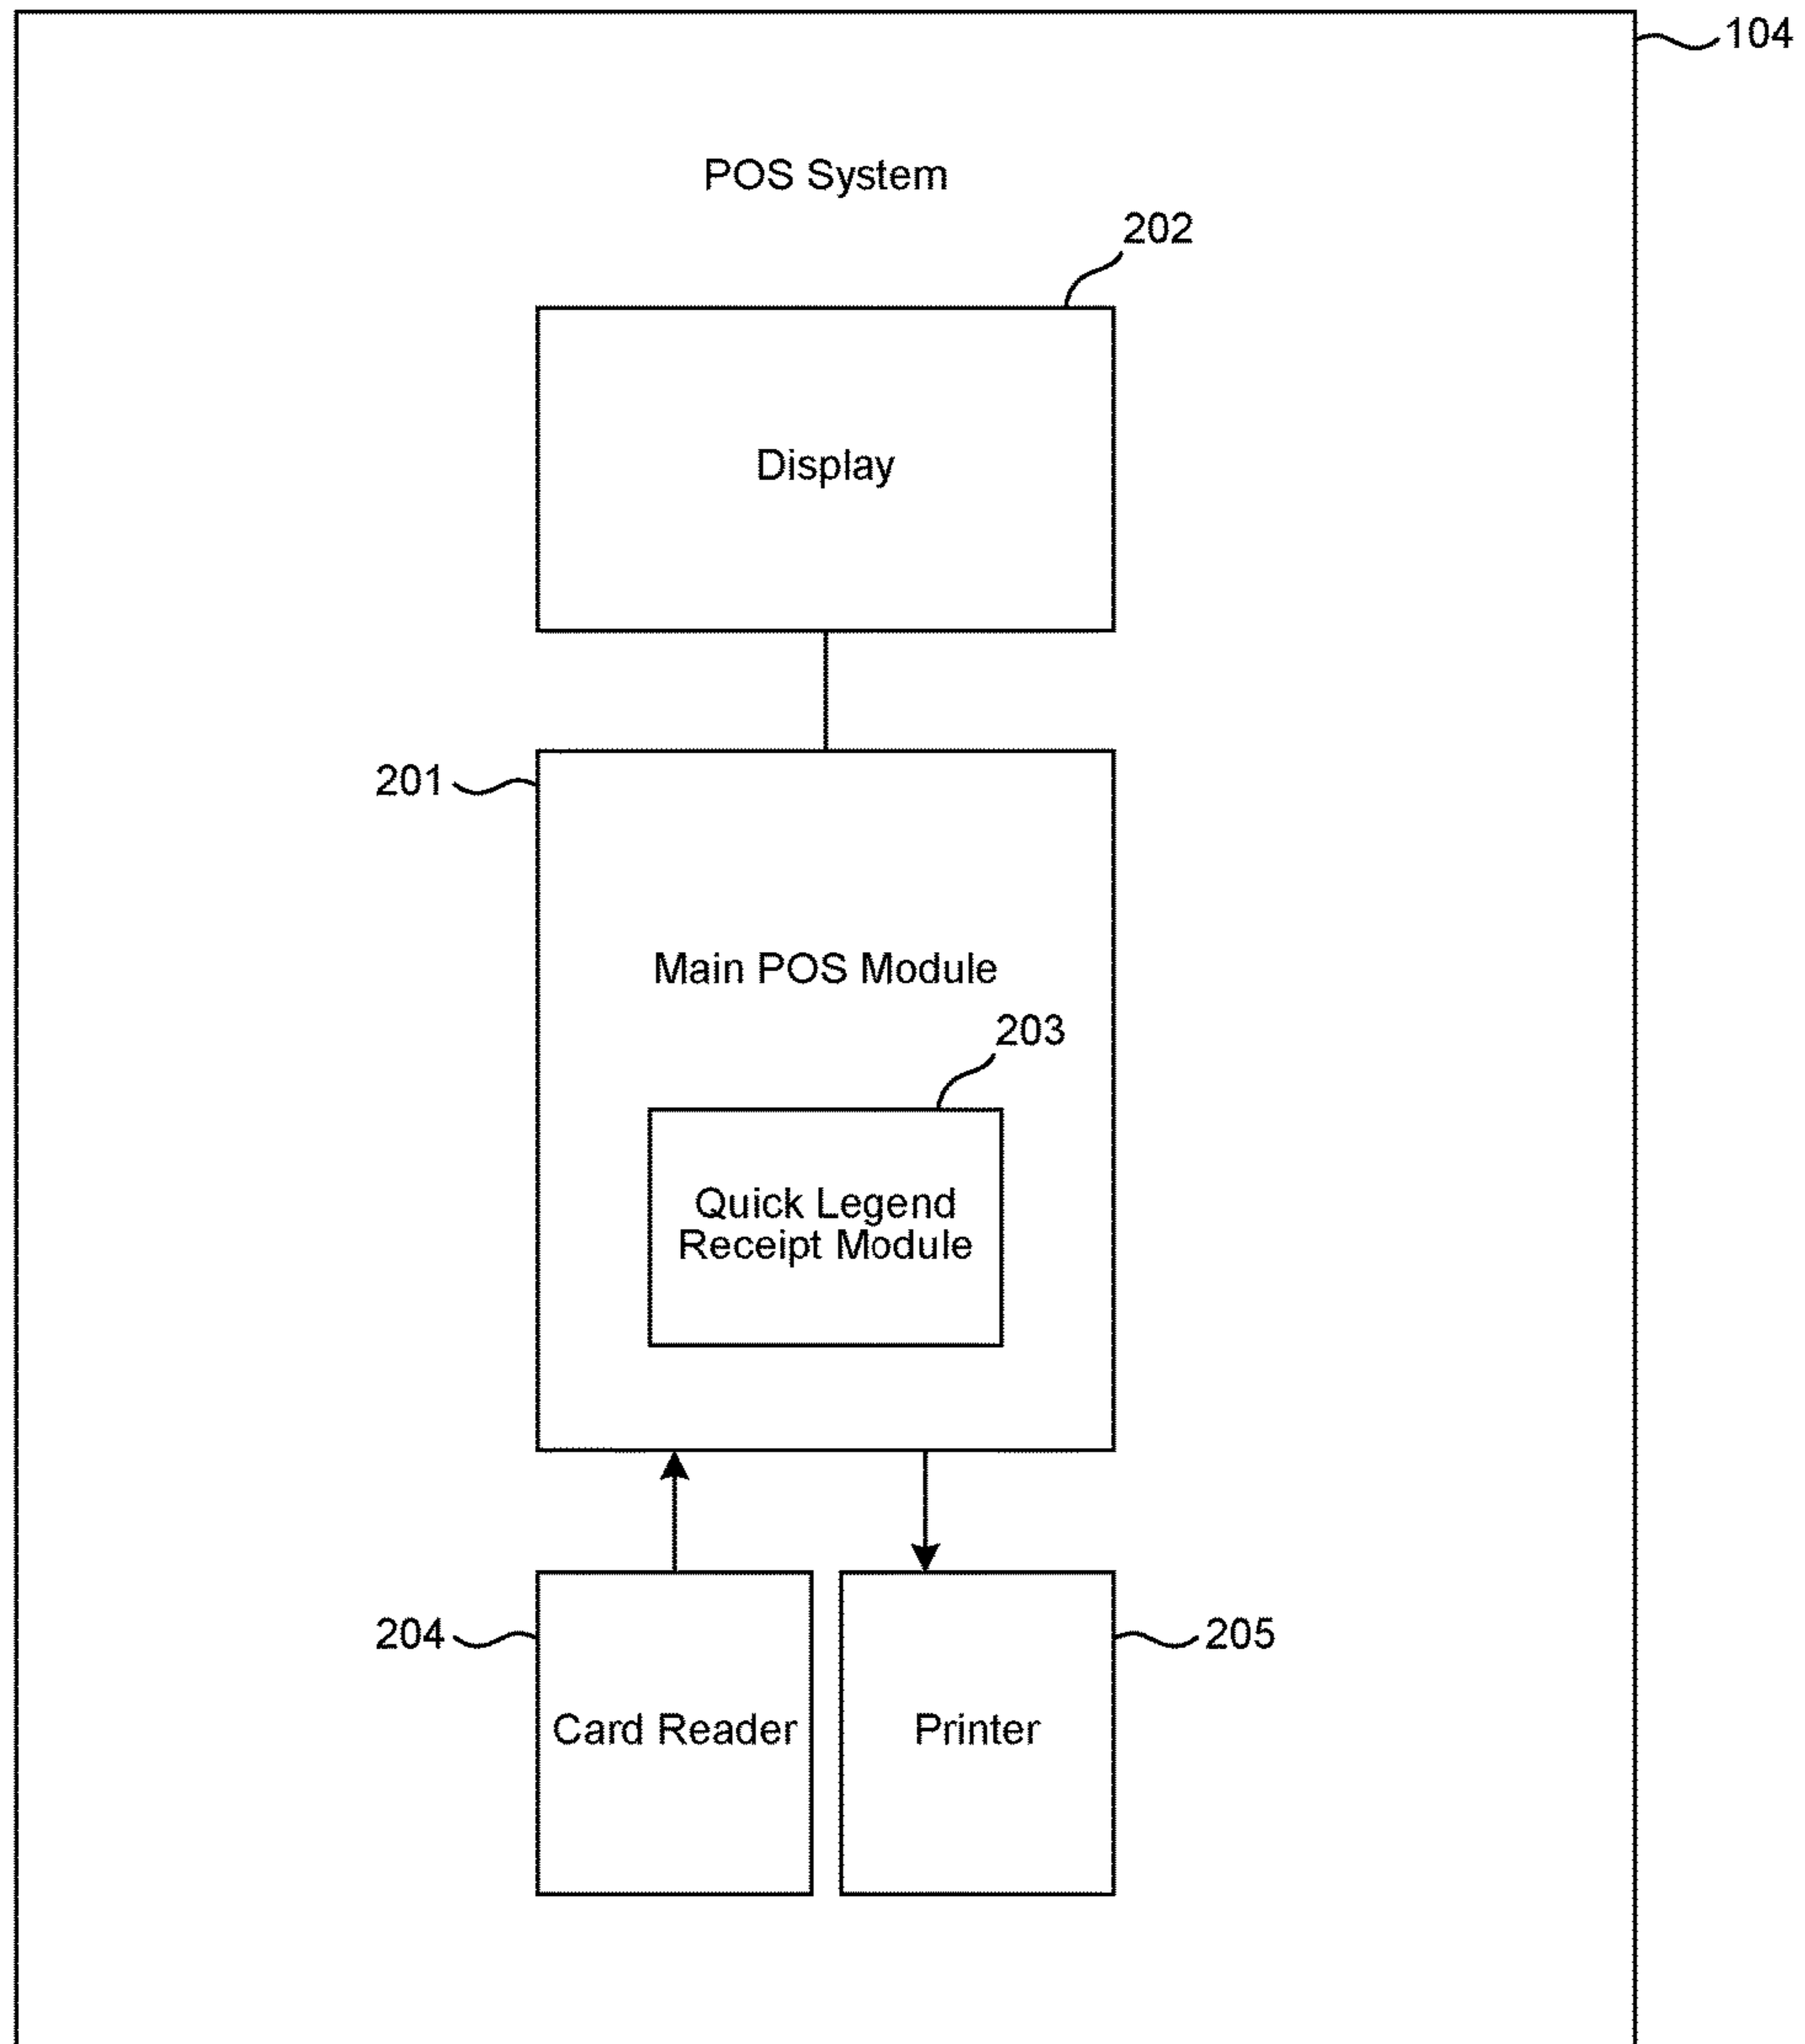 104
POS System
202
Display
201
Main POS Module
203
Quick Legend
Receipt Module
204
205
Card Reader
Printer